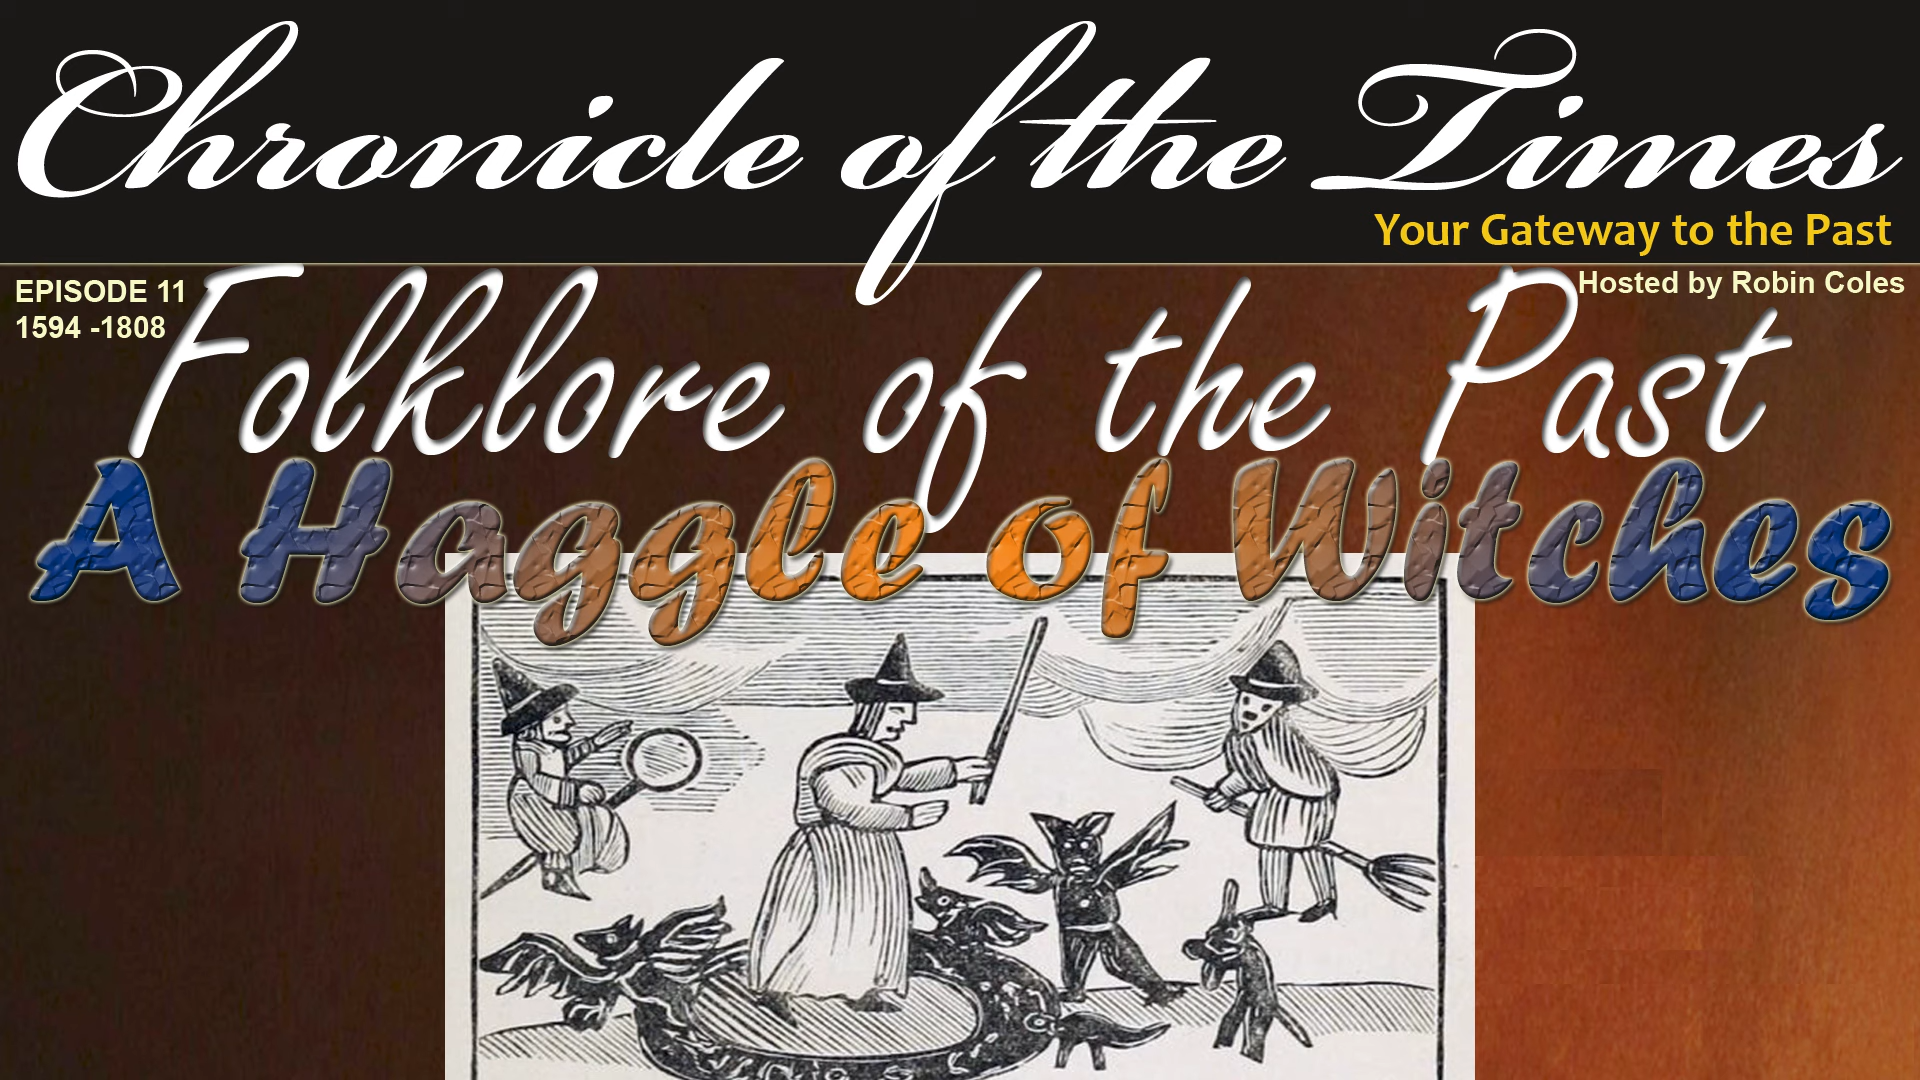 Chronicle of the Times
Your Gateway to the Past
EPISODE 11
1594 -1808
Hosted by Robin Coles
Folklore of the Past
A Haggle of Witches